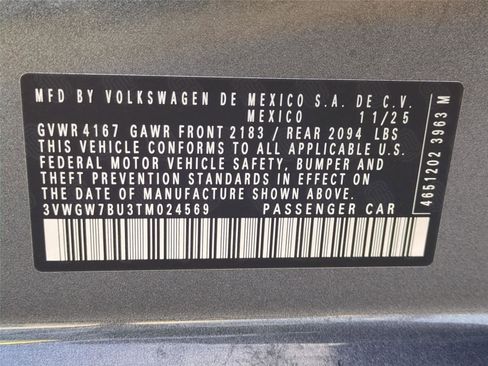 MFD BY VOLKSWAGEN DE MEXICO S.A. DE C.V.
MEXICO 11/25
GVWR 4167 GAWR FRONT 2183 / REAR 2094 LBS
THIS VEHICLE CONFORMS TO ALL APPLICABLE U.S.
FEDERAL MOTOR VEHICLE SAFETY, BUMPER AND
THEFT PREVENTION STANDARDS IN EFFECT ON
THE DATE OF MANUFACTURE SHOWN ABOVE.
3VWGW7BU3TM024569 PASSENGER CAR
4651202 3963 M